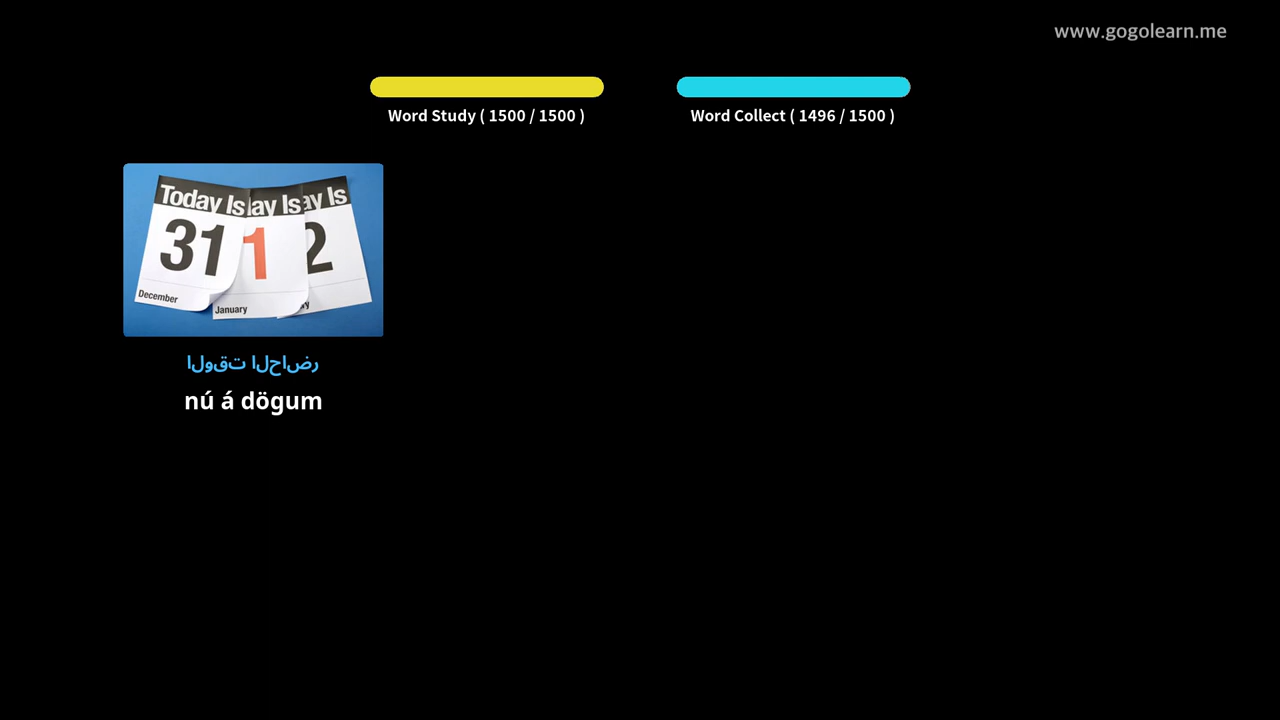 www.gogolearn.me
Word Study ( 1500 / 1500 )
Word Collect ( 1496 / 1500 )
Today Is ay Is ay Is
31 1 2
December
January
ry
الوقت الحاضر
nú á dögum